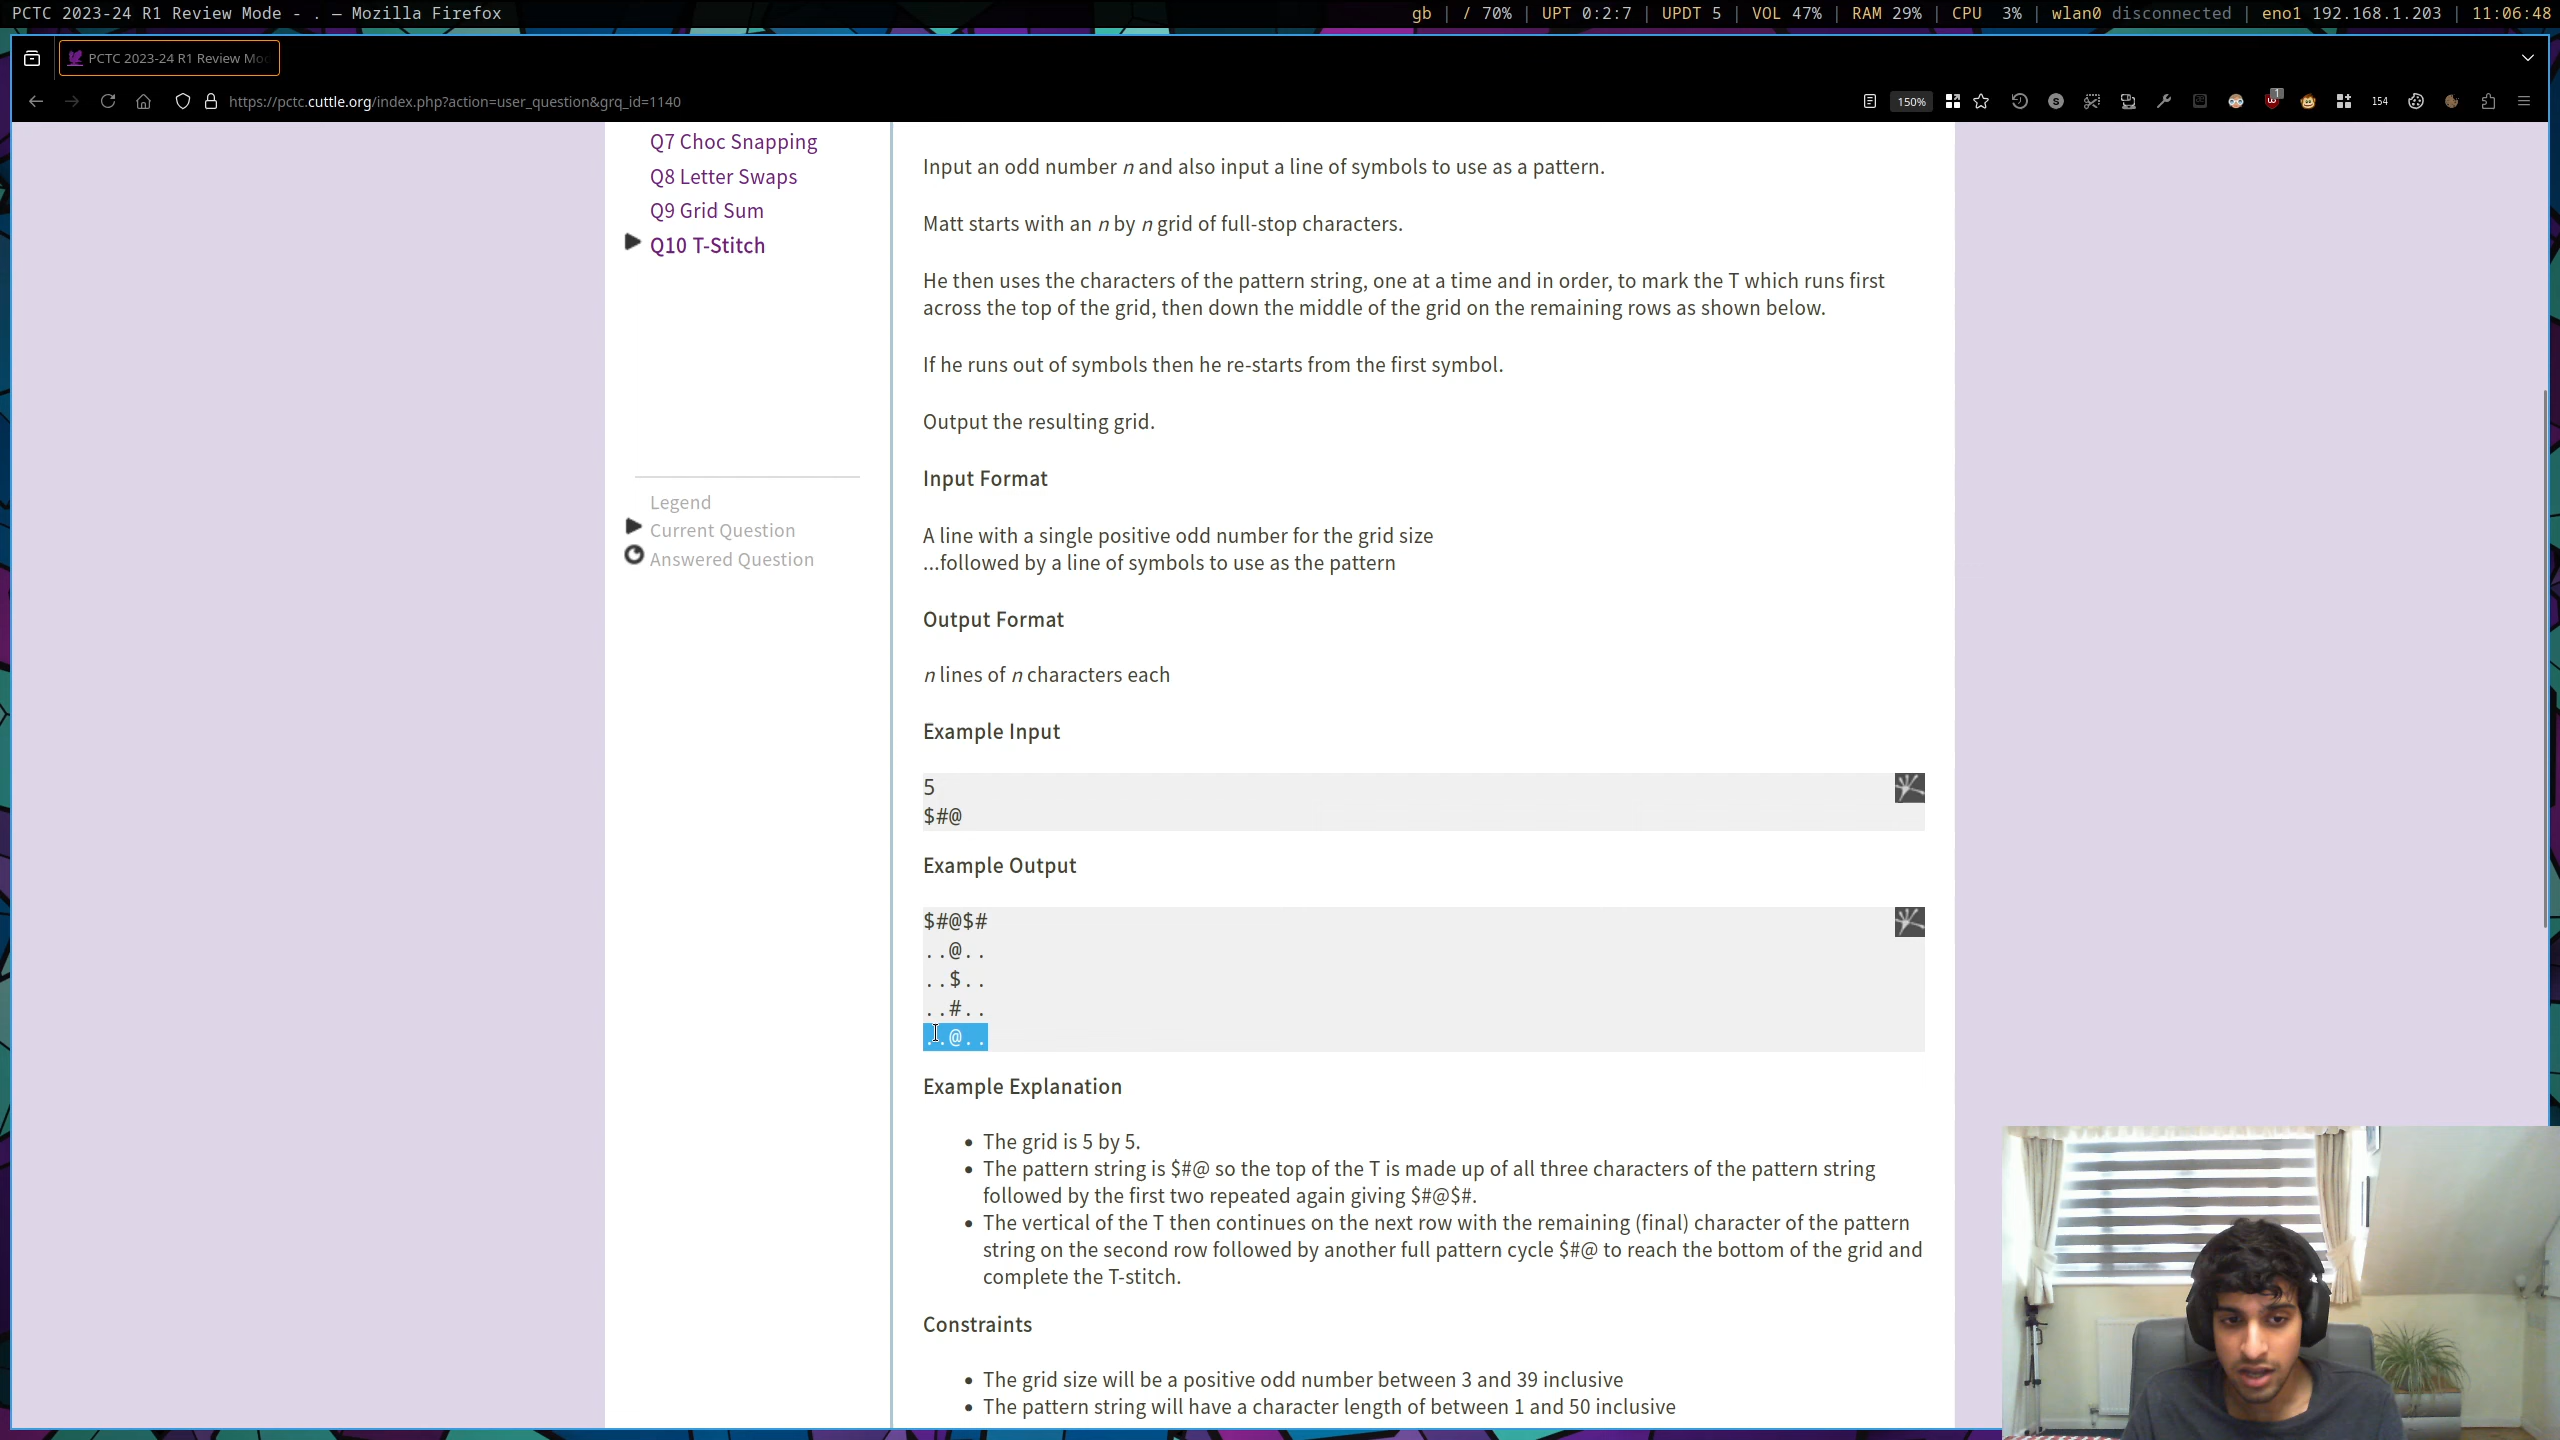 PCTC 2023-24 R1 Review Mode - . — Mozilla Firefox
gb | / 70% | UPT 0:2:7 | UPDT 5 | VOL 47% | RAM 29% | CPU 3% | wlan0 disconnected | eno1 192.168.1.203 | 11:06:48
PCTC 2023-24 R1 Review Mo
https://pctc.cuttle.org/index.php?action=user_question&grq_id=1140
150%
1
154
Q7 Choc Snapping
Q8 Letter Swaps
Q9 Grid Sum
Q10 T-Stitch
Legend
Current Question
Answered Question
Input an odd number n and also input a line of symbols to use as a pattern.
Matt starts with an n by n grid of full-stop characters.
He then uses the characters of the pattern string, one at a time and in order, to mark the T which runs first
across the top of the grid, then down the middle of the grid on the remaining rows as shown below.
If he runs out of symbols then he re-starts from the first symbol.
Output the resulting grid.
Input Format
A line with a single positive odd number for the grid size
...followed by a line of symbols to use as the pattern
Output Format
n lines of n characters each
Example Input
5
$#@
Example Output
$#@$#
..@..
..$..
..#..
..@..
Example Explanation
• The grid is 5 by 5.
• The pattern string is $#@ so the top of the T is made up of all three characters of the pattern string
followed by the first two repeated again giving $#@$#.
• The vertical of the T then continues on the next row with the remaining (final) character of the pattern
string on the second row followed by another full pattern cycle $#@ to reach the bottom of the grid and
complete the T-stitch.
Constraints
• The grid size will be a positive odd number between 3 and 39 inclusive
• The pattern string will have a character length of between 1 and 50 inclusive